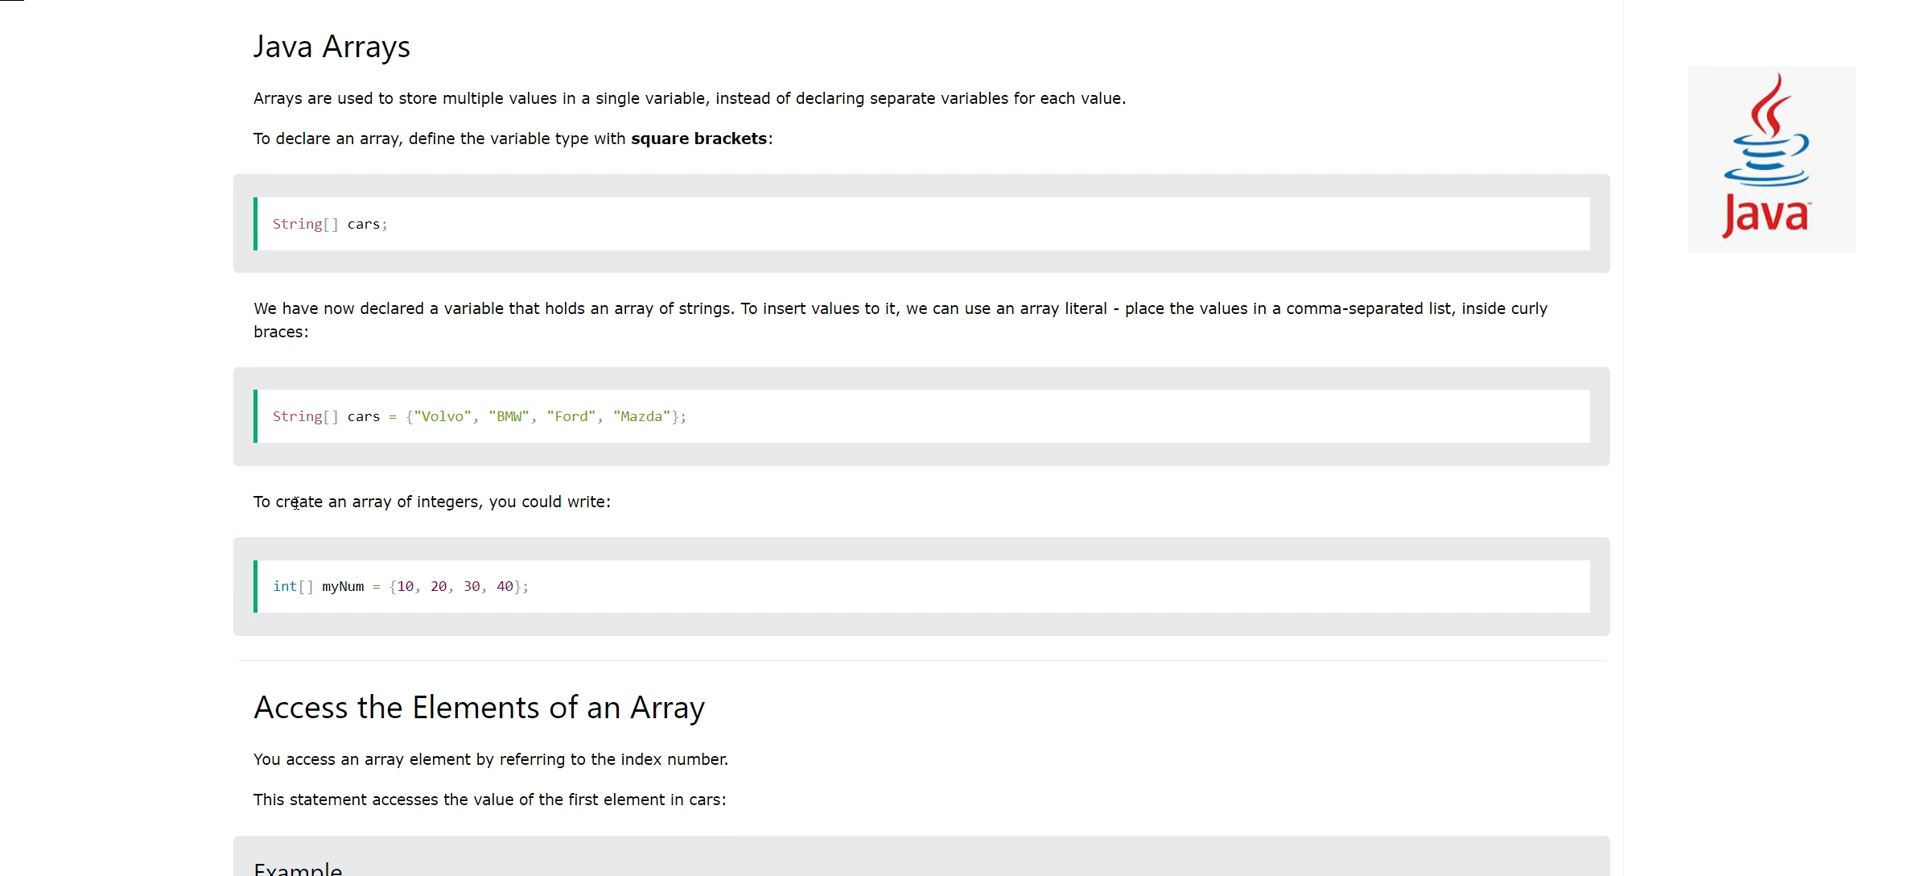 Java Arrays
Arrays are used to store multiple values in a single variable, instead of declaring separate variables for each value.
To declare an array, define the variable type with square brackets:
String[] cars;
We have now declared a variable that holds an array of strings. To insert values to it, we can use an array literal - place the values in a comma-separated list, inside curly
braces:
String[] cars = {"Volvo", "BMW", "Ford", "Mazda"};
To create an array of integers, you could write:
int[] myNum = {10, 20, 30, 40};
Access the Elements of an Array
You access an array element by referring to the index number.
This statement accesses the value of the first element in cars:
Example
Java™